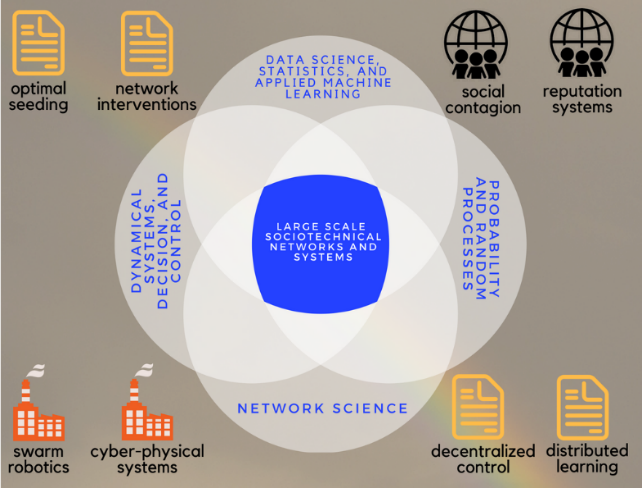 optimal
seeding
network
interventions
DATA SCIENCE,
STATISTICS, AND
APPLIED MACHINE
LEARNING
social
contagion
reputation
systems
DYNAMICAL
SYSTEMS,
DECISION, AND
CONTROL
LARGE SCALE
SOCIOTECHNICAL
NETWORKS AND
SYSTEMS
PROBABILITY
AND RANDOM
PROCESSES
NETWORK SCIENCE
swarm
robotics
cyber-physical
systems
decentralized
control
distributed
learning